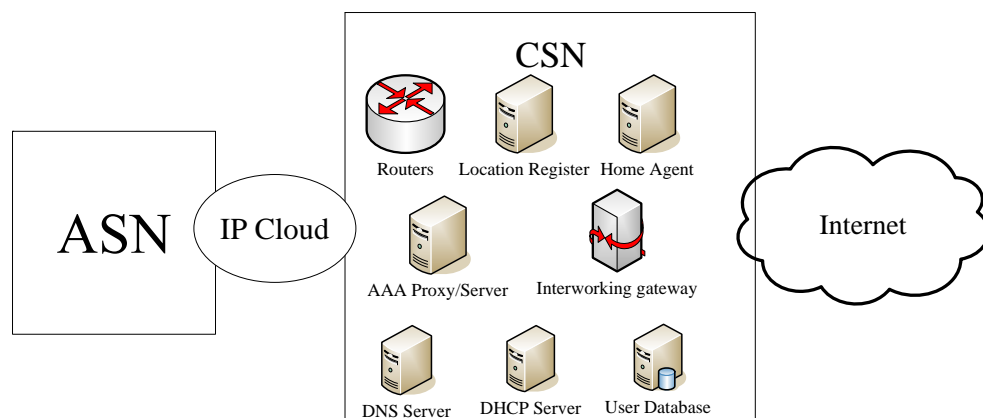 CSN
Routers
Location Register
Home Agent
ASN
IP Cloud
Internet
AAA Proxy/Server
Interworking gateway
DNS Server
DHCP Server
User Database